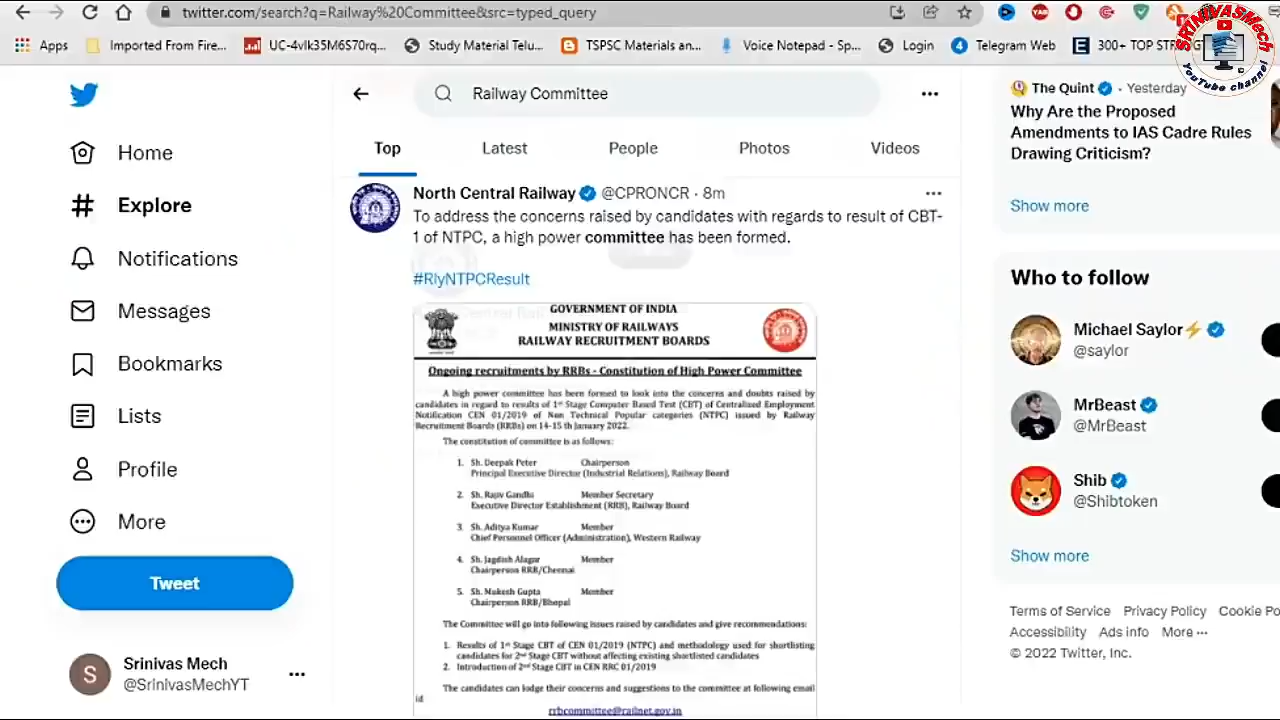 twitter.com/search?q=Railway%20Committee&src=typed_query
Apps
Imported From Fire...
UC-4vlk35M6S70rq...
Study Material Telu...
TSPSC Materials an...
Voice Notepad - Sp...
Login
Telegram Web
300+ TOP
SRINIVASMech
YouTube channel
Home
Explore
Notifications
Messages
Bookmarks
Lists
Profile
More
Tweet
Srinivas Mech
@SrInivasMechYT
Railway Committee
Top Latest People Photos Videos
North Central Railway @CPRONCR · 8m
To address the concerns raised by candidates with regards to result of CBT-
1 of NTPC, a high power committee has been formed.
#RlyNTPCResult
GOVERNMENT OF INDIA
MINISTRY OF RAILWAYS
RAILWAY RECRUITMENT BOARDS
Ongoing recruitments by RRBs - Constitution of High Power Committee
A high power committee has been formed to look into the concerns and doubts raised by
candidates in regard to results of 1st Stage Computer Based Test (CBT) of Centralised Employment
Notification CEN 01/2019 of Non Technical Popular categories (NTPC) issued by Railway
Recruitment Boards (RRBs) on 14-15th January 2022.
The constitution of committee is as follows:
1. Sh. Deepak Peter Chairperson
Principal Executive Director (Industrial Relations), Railway Board
2. Sh. Rajiv Gandhi Member Secretary
Executive Director Establishment (RRB), Railway Board
3. Sh. Aditya Kumar Member
Chief Personnel Officer (Administration), Western Railway
4. Sh. Jagdish Alagar Member
Chairperson RRB/Chennai
5. Sh. Mukesh Gupta Member
Chairperson RRB/Bhopal
The Committee will go into following issues raised by candidates and give recommendations:
1. Results of 1st Stage CBT of CEN 01/2019 (NTPC) and methodology used for shortlisting
candidates for 2nd Stage CBT without affecting existing shortlisted candidates
2. Introduction of 2nd Stage CBT in CEN RRC 01/2019
The candidates can lodge their concerns and suggestions to the committee at following email
id
rrbcommittee@railnet.gov.in
The Quint · Yesterday
Why Are the Proposed
Amendments to IAS Cadre Rules
Drawing Criticism?
Show more
Who to follow
Michael Saylor⚡
@saylor
MrBeast
@MrBeast
Shib
@Shibtoken
Show more
Terms of Service Privacy Policy Cookie Po
Accessibility Ads info More ···
© 2022 Twitter, Inc.